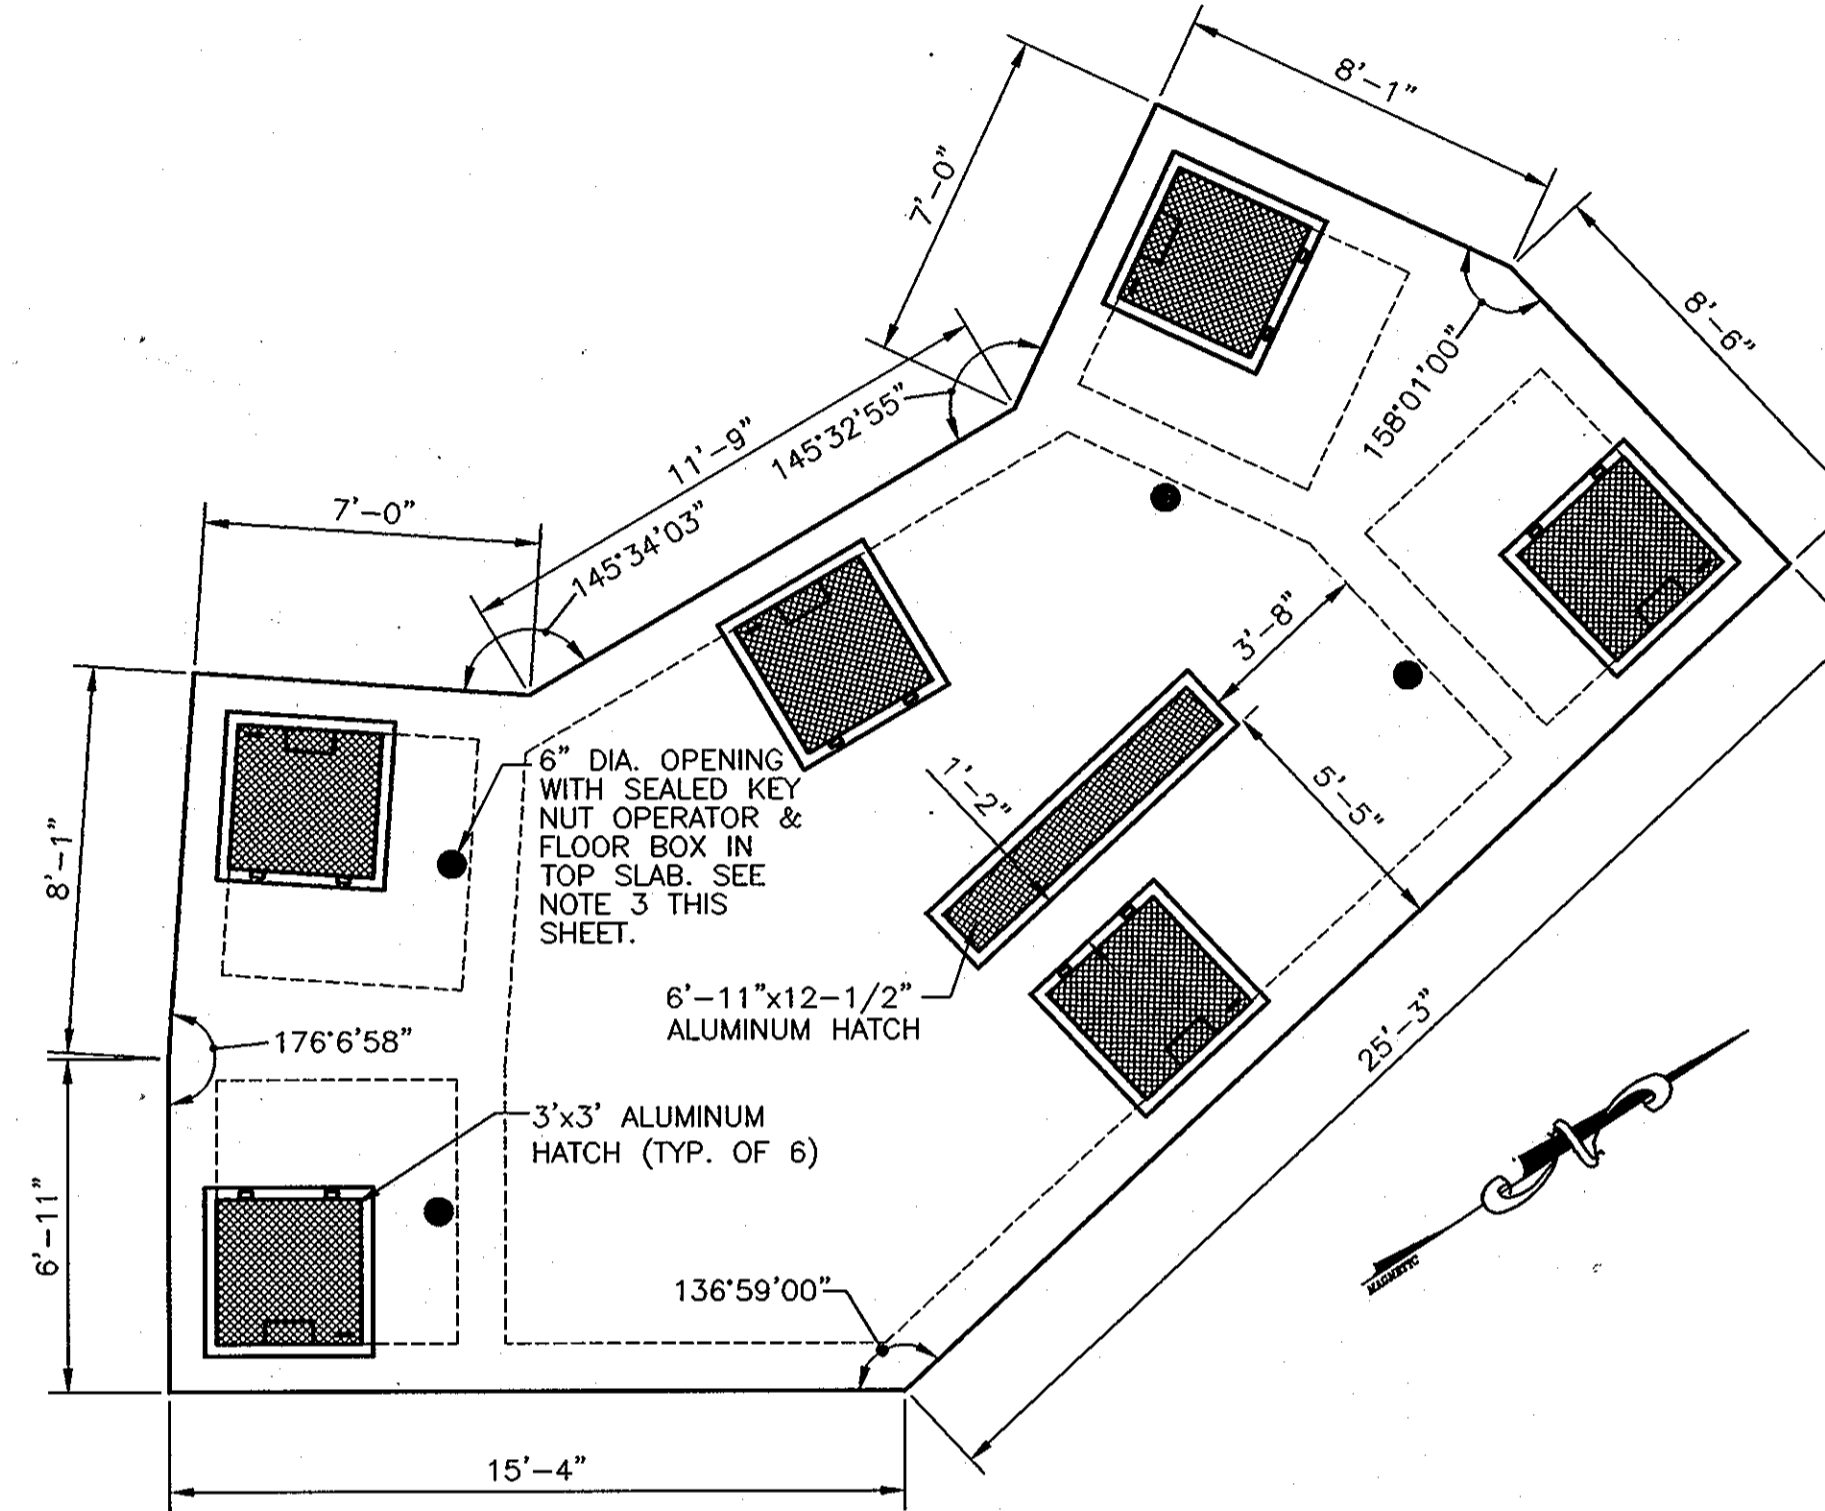 8'-1"
7'-0"
8'-6"
158°01'00"
11'-9"
145°32'55"
7'-0"
145°34'03"
3'-8"
6" DIA. OPENING
WITH SEALED KEY
NUT OPERATOR &
FLOOR BOX IN
TOP SLAB. SEE
NOTE 3 THIS
SHEET.
1'-2"
5'-5"
8'-1"
6'-11"x12-1/2"
ALUMINUM HATCH
176°6'58"
25'-3"
3'x3' ALUMINUM
HATCH (TYP. OF 6)
6'-11"
136°59'00"
MAGNETIC
15'-4"